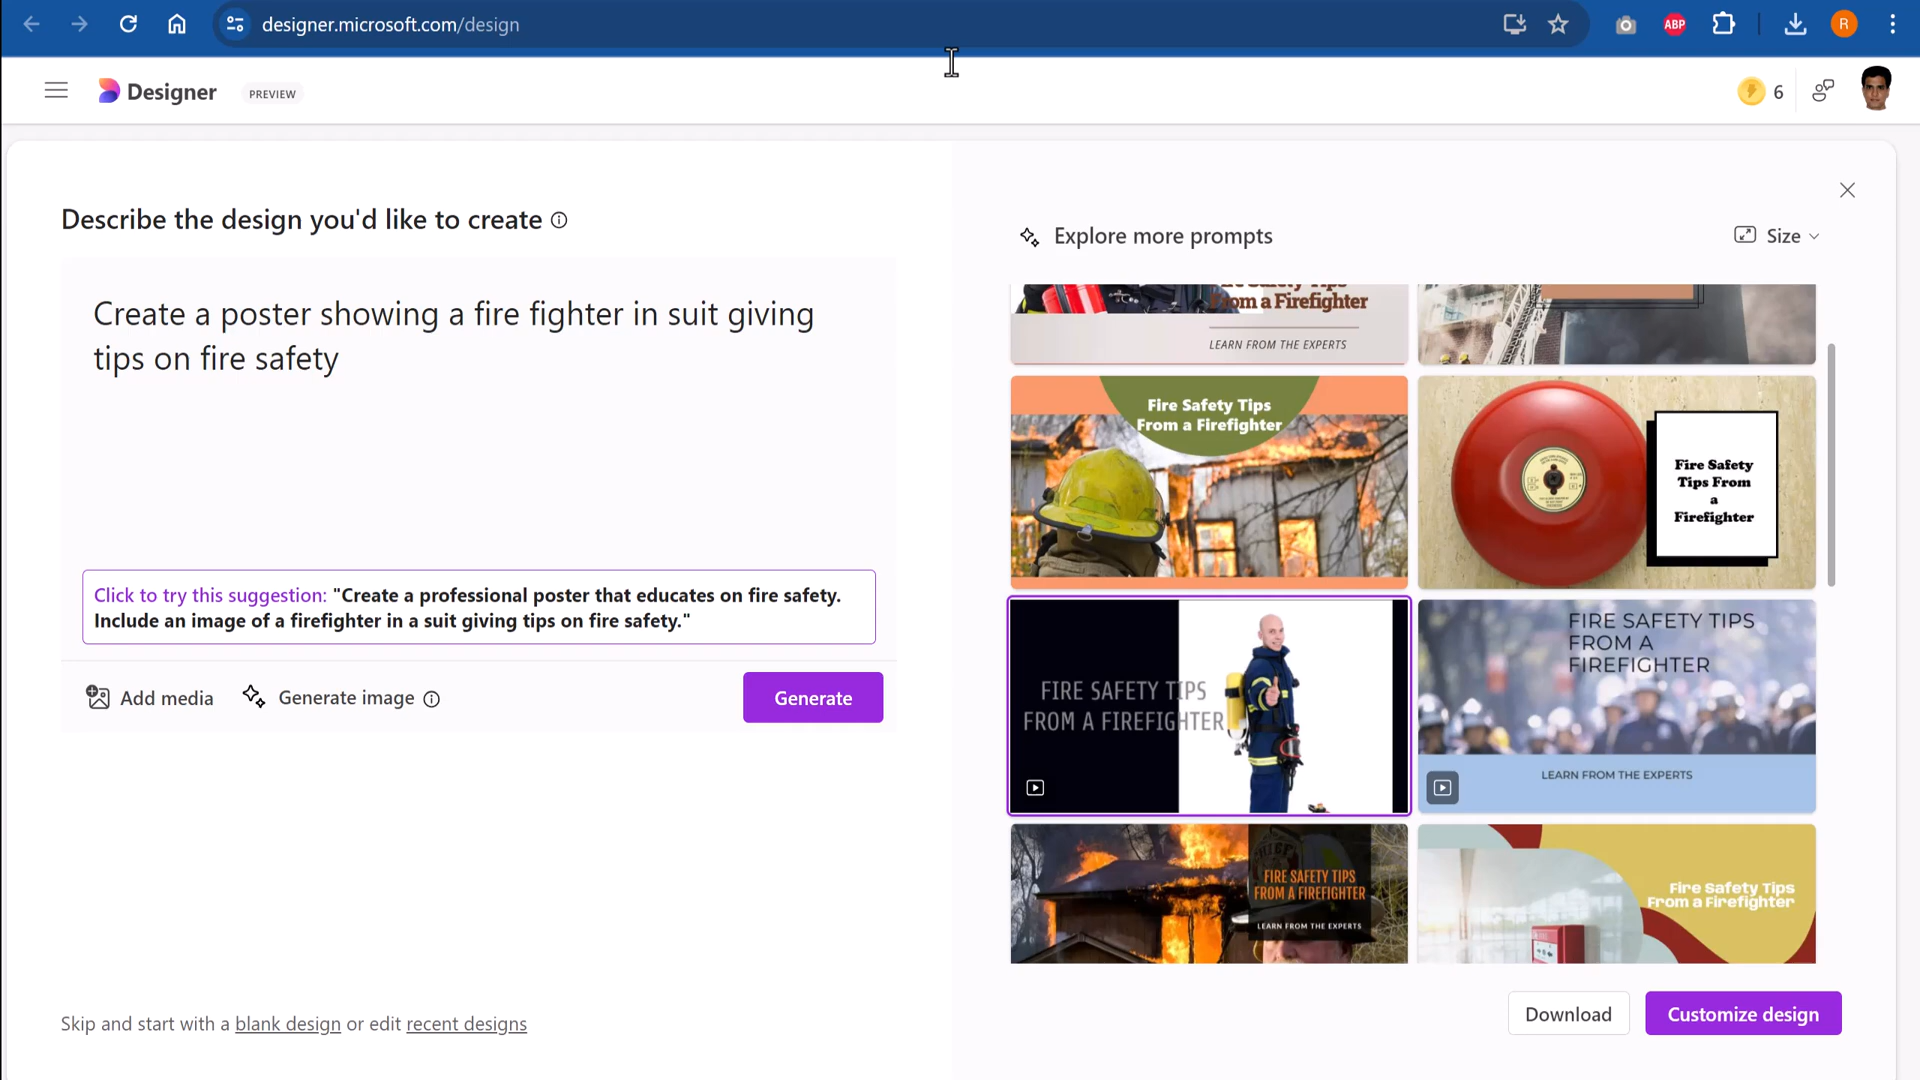 designer.microsoft.com/design
ABP
R
Designer
PREVIEW
6
Describe the design you'd like to create
Create a poster showing a fire fighter in suit giving
tips on fire safety
Click to try this suggestion: "Create a professional poster that educates on fire safety.
Include an image of a firefighter in a suit giving tips on fire safety."
Add media
Generate image
Generate
Skip and start with a blank design or edit recent designs
Explore more prompts
Size
From a Firefighter
LEARN FROM THE EXPERTS
Fire Safety Tips
From a Firefighter
Fire Safety
Tips From
a
Firefighter
FIRE SAFETY TIPS
FROM A FIREFIGHTER
FIRE SAFETY TIPS
FROM A
FIREFIGHTER
LEARN FROM THE EXPERTS
CHIEF
FIRE SAFETY TIPS
FROM A FIREFIGHTER
LEARN FROM THE EXPERTS
Fire Safety Tips
From a Firefighter
Download
Customize design